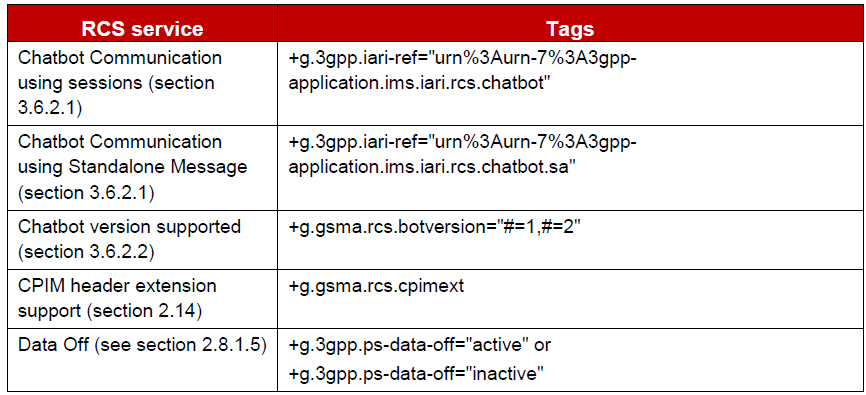 RCS service
Tags
Chatbot Communication
using sessions (section
3.6.2.1)
+g.3gpp.iari-ref="urn%3Aurn-7%3A3gpp-
application.ims.iari.rcs.chatbot"
Chatbot Communication
using Standalone Message
(section 3.6.2.1)
+g.3gpp.iari-ref="urn%3Aurn-7%3A3gpp-
application.ims.iari.rcs.chatbot.sa"
Chatbot version supported
(section 3.6.2.2)
+g.gsma.rcs.botversion="#=1,#=2"
CPIM header extension
support (section 2.14)
+g.gsma.rcs.cpimext
Data Off (see section 2.8.1.5)
+g.3gpp.ps-data-off="active" or
+g.3gpp.ps-data-off="inactive"